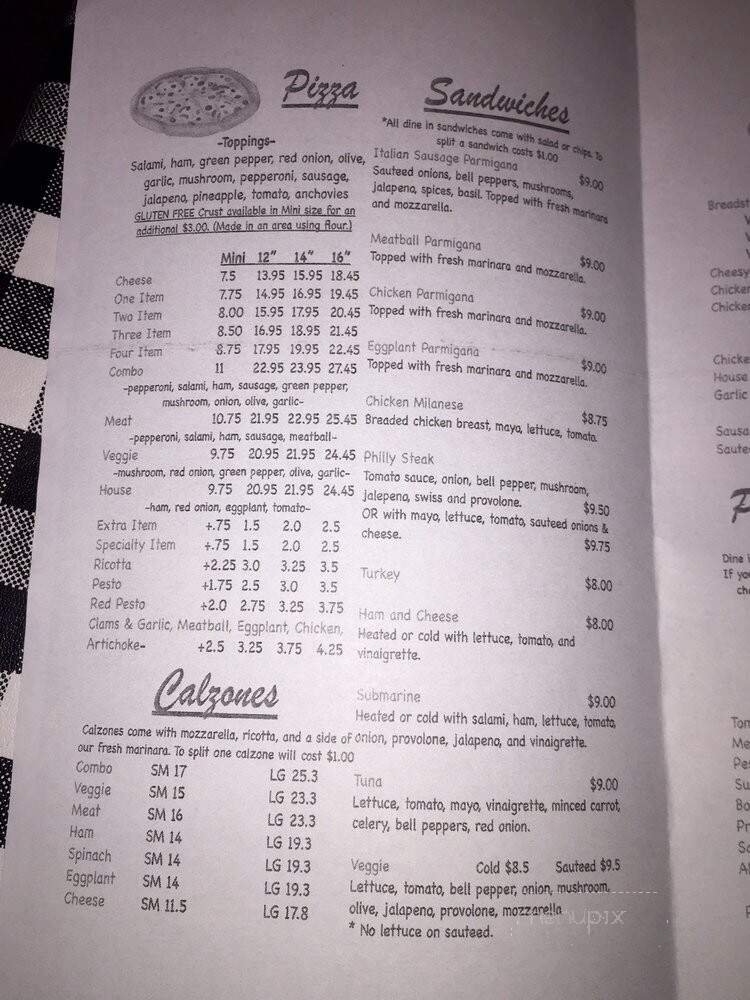 Pizza
-Toppings-
Salami, ham, green pepper, red onion, olive,
garlic, mushroom, pepperoni, sausage,
jalapeno, pineapple, tomato, anchovies
GLUTEN FREE Crust available in Mini size for an
additional $3.00. (Made in an area using flour.)
Mini 12" 14" 16"
Cheese 7.5 13.95 15.95 18.45
One Item 7.75 14.95 16.95 19.45
Two Item 8.00 15.95 17.95 20.45
Three Item 8.50 16.95 18.95 21.45
Four Item 8.75 17.95 19.95 22.45
Combo 11 22.95 23.95 27.45
-pepperoni, salami, ham, sausage, green pepper,
mushroom, onion, olive, garlic-
Meat 10.75 21.95 22.95 25.45
-pepperoni, salami, ham, sausage, meatball-
Veggie 9.75 20.95 21.95 24.45
-mushroom, red onion, green pepper, olive, garlic-
House 9.75 20.95 21.95 24.45
-ham, red onion, eggplant, tomato-
Extra Item +.75 1.5 2.0 2.5
Specialty Item +.75 1.5 2.0 2.5
Ricotta +2.25 3.0 3.25 3.5
Pesto +1.75 2.5 3.0 3.5
Red Pesto +2.0 2.75 3.25 3.75
Clams & Garlic, Meatball, Eggplant, Chicken,
Artichoke- +2.5 3.25 3.75 4.25
Calzones
Calzones come with mozzarella, ricotta, and a side of
our fresh marinara. To split one calzone will cost $1.00
Combo SM 17 LG 25.3
Veggie SM 15 LG 23.3
Meat SM 16 LG 23.3
Ham SM 14 LG 19.3
Spinach SM 14 LG 19.3
Eggplant SM 14 LG 19.3
Cheese SM 11.5 LG 17.8
Sandwiches
*All dine in sandwiches come with salad or chips. To
split a sandwich costs $1.00
Italian Sausage Parmigana $9.00
Sauteed onions, bell peppers, mushrooms,
jalapeno, spices, basil. Topped with fresh marinara
and mozzarella.
Meatball Parmigana $9.00
Topped with fresh marinara and mozzarella.
Chicken Parmigana $9.00
Topped with fresh marinara and mozzarella.
Eggplant Parmigana $9.00
Topped with fresh marinara and mozzarella.
Chicken Milanese $8.75
Breaded chicken breast, mayo, lettuce, tomato.
Philly Steak
Tomato sauce, onion, bell pepper, mushroom,
jalepeno, swiss and provolone. $9.50
OR with mayo, lettuce, tomato, sauteed onions &
cheese. $9.75
Turkey $8.00
Ham and Cheese $8.00
Heated or cold with lettuce, tomato, and
vinaigrette.
Submarine $9.00
Heated or cold with salami, ham, lettuce, tomato,
onion, provolone, jalapeno, and vinaigrette.
Tuna $9.00
Lettuce, tomato, mayo, vinaigrette, minced carrot,
celery, bell peppers, red onion.
Veggie Cold $8.5 Sauteed $9.5
Lettuce, tomato, bell pepper, onion, mushroom,
olive, jalapeno, provolone, mozzarella
* No lettuce on sauteed.
menupix
Cheesy
House
Garlic
Dine
If